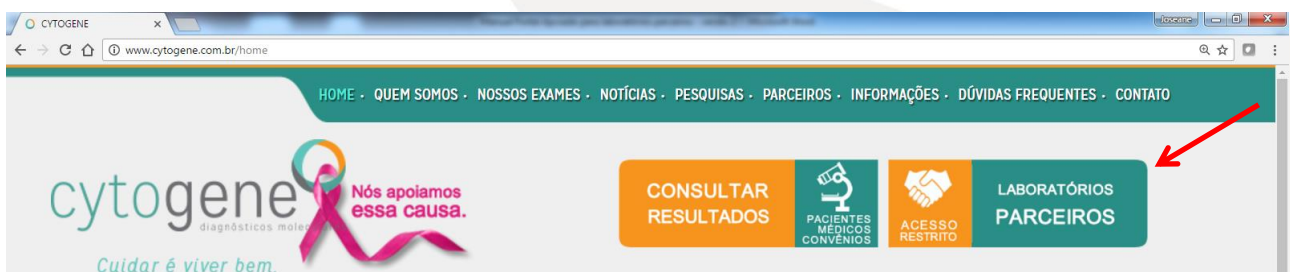 CYTOGENE
Joseane
www.cytogene.com.br/home
HOME · QUEM SOMOS · NOSSOS EXAMES · NOTÍCIAS · PESQUISAS · PARCEIROS · INFORMAÇÕES · DÚVIDAS FREQUENTES · CONTATO
cytogene
diagnósticos
Cuidar é viver bem.
Nós apoiamos
essa causa.
CONSULTAR
RESULTADOS
PACIENTES
MÉDICOS
CONVÊNIOS
ACESSO
RESTRITO
LABORATÓRIOS
PARCEIROS